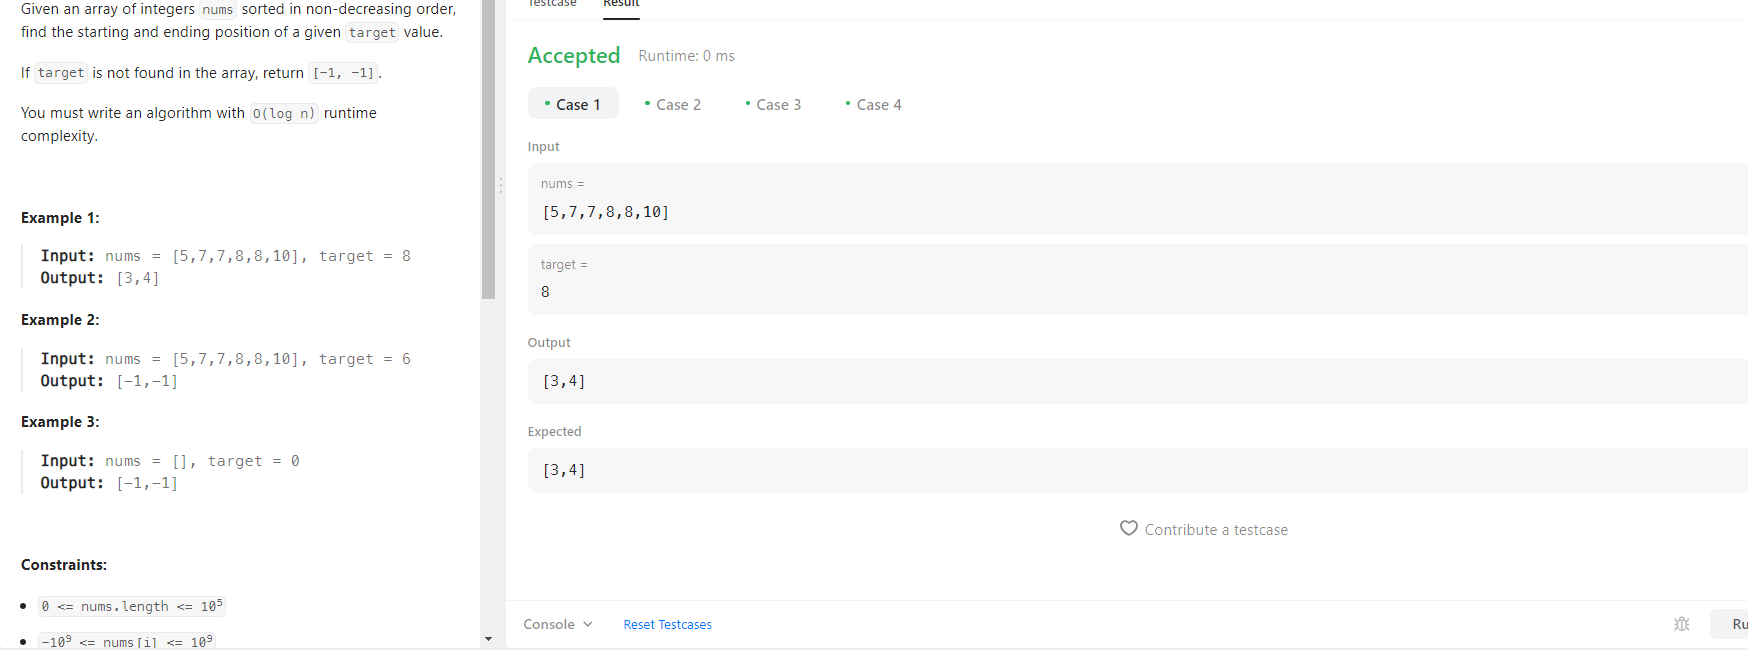 Given an array of integers nums sorted in non-decreasing order,
find the starting and ending position of a given target value.
If target is not found in the array, return [-1, -1].
You must write an algorithm with O(log n) runtime
complexity.
Example 1:
Input: nums = [5,7,7,8,8,10], target = 8
Output: [3,4]
Example 2:
Input: nums = [5,7,7,8,8,10], target = 6
Output: [-1,-1]
Example 3:
Input: nums = [], target = 0
Output: [-1,-1]
Constraints:
• 0 <= nums.length <= 10⁵
• -10⁹ <= nums[i] <= 10⁹
Testcase Result
Accepted Runtime: 0 ms
• Case 1 • Case 2 • Case 3 • Case 4
Input
nums =
[5,7,7,8,8,10]
target =
8
Output
[3,4]
Expected
[3,4]
Contribute a testcase
Console Reset Testcases Ru